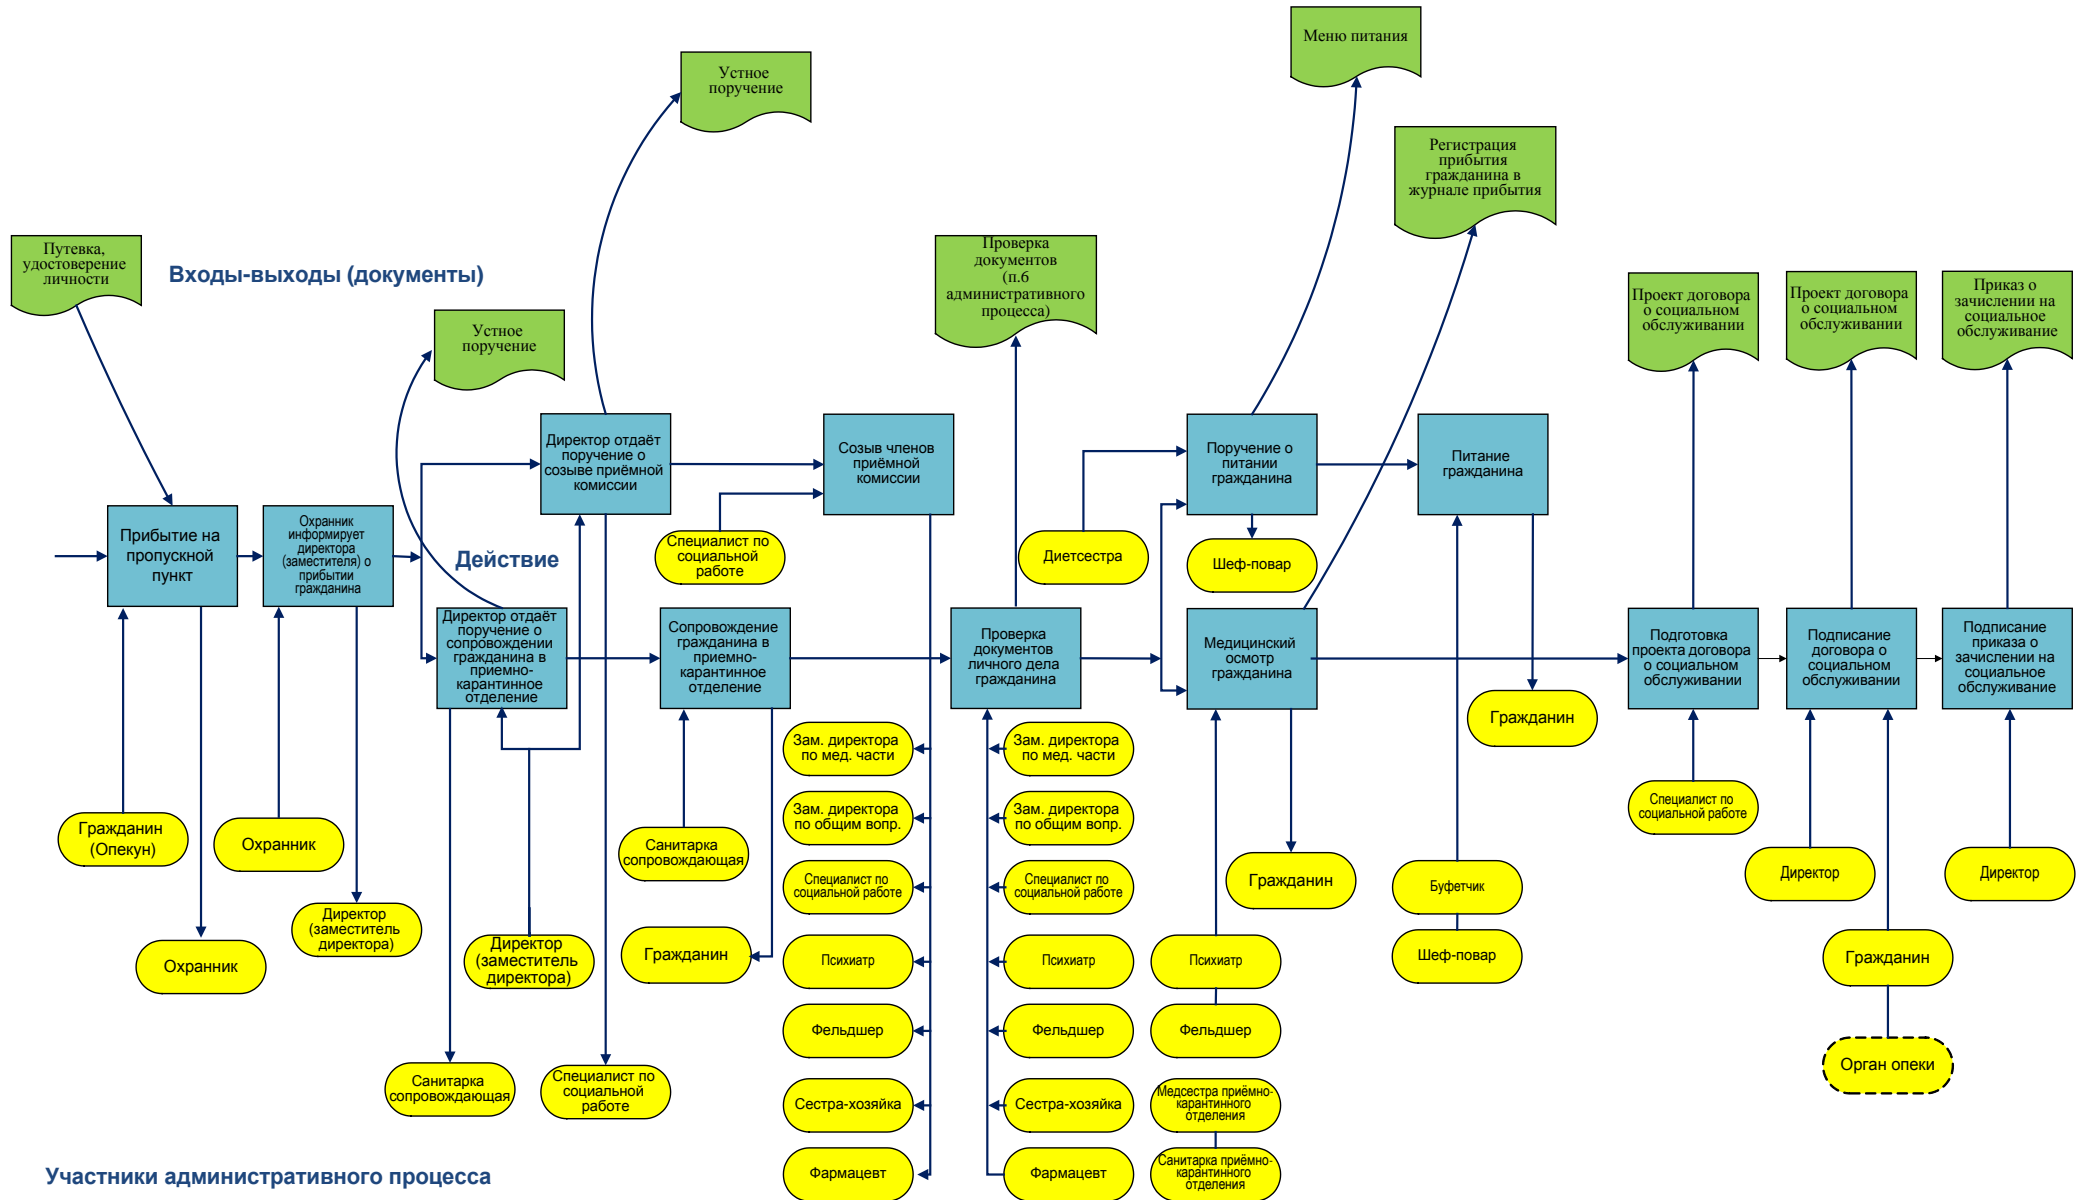 Меню питания
Устное
поручение
Регистрация
прибытия
гражданина в
журнале прибытия
Путевка,
удостоверение
личности
Входы-выходы (документы)
Проверка
документов
(п.6
административного
процесса)
Проект договора
о социальном
обслуживании
Проект договора
о социальном
обслуживании
Приказ о
зачислении на
социальное
обслуживание
Устное
поручение
Директор отдаёт
поручение о
созыве приёмной
комиссии
Созыв членов
приёмной
комиссии
Поручение о
питании
гражданина
Питание
гражданина
Прибытие на
пропускной
пункт
Охранник
информирует
директора
(заместителя) о
прибытии
гражданина
Действие
Специалист по
социальной
работе
Диетсестра
Шеф-повар
Директор отдаёт
поручение о
сопровождении
гражданина в
приемно-
карантинное
отделение
Сопровождение
гражданина в
приемно-
карантинное
отделение
Проверка
документов
личного дела
гражданина
Медицинский
осмотр
гражданина
Подготовка
проекта договора
о социальном
обслуживании
Подписание
договора о
социальном
обслуживании
Подписание
приказа о
зачислении на
социальное
обслуживание
Гражданин
Зам. директора
по мед. части
Зам. директора
по мед. части
Гражданин
(Опекун)
Охранник
Санитарка
сопровождающая
Зам. директора
по общим вопр.
Зам. директора
по общим вопр.
Специалист по
социальной работе
Специалист по
социальной работе
Специалист по
социальной работе
Гражданин
Буфетчик
Директор
Директор
Директор
(заместитель
директора)
Охранник
Директор
(заместитель
директора)
Гражданин
Психиатр
Психиатр
Психиатр
Шеф-повар
Гражданин
Фельдшер
Фельдшер
Фельдшер
Орган опеки
Санитарка
сопровождающая
Специалист по
социальной
работе
Сестра-хозяйка
Сестра-хозяйка
Медсестра приёмно-
карантинного
отделения
Фармацевт
Фармацевт
Санитарка приёмно-
карантинного
отделения
Участники административного процесса